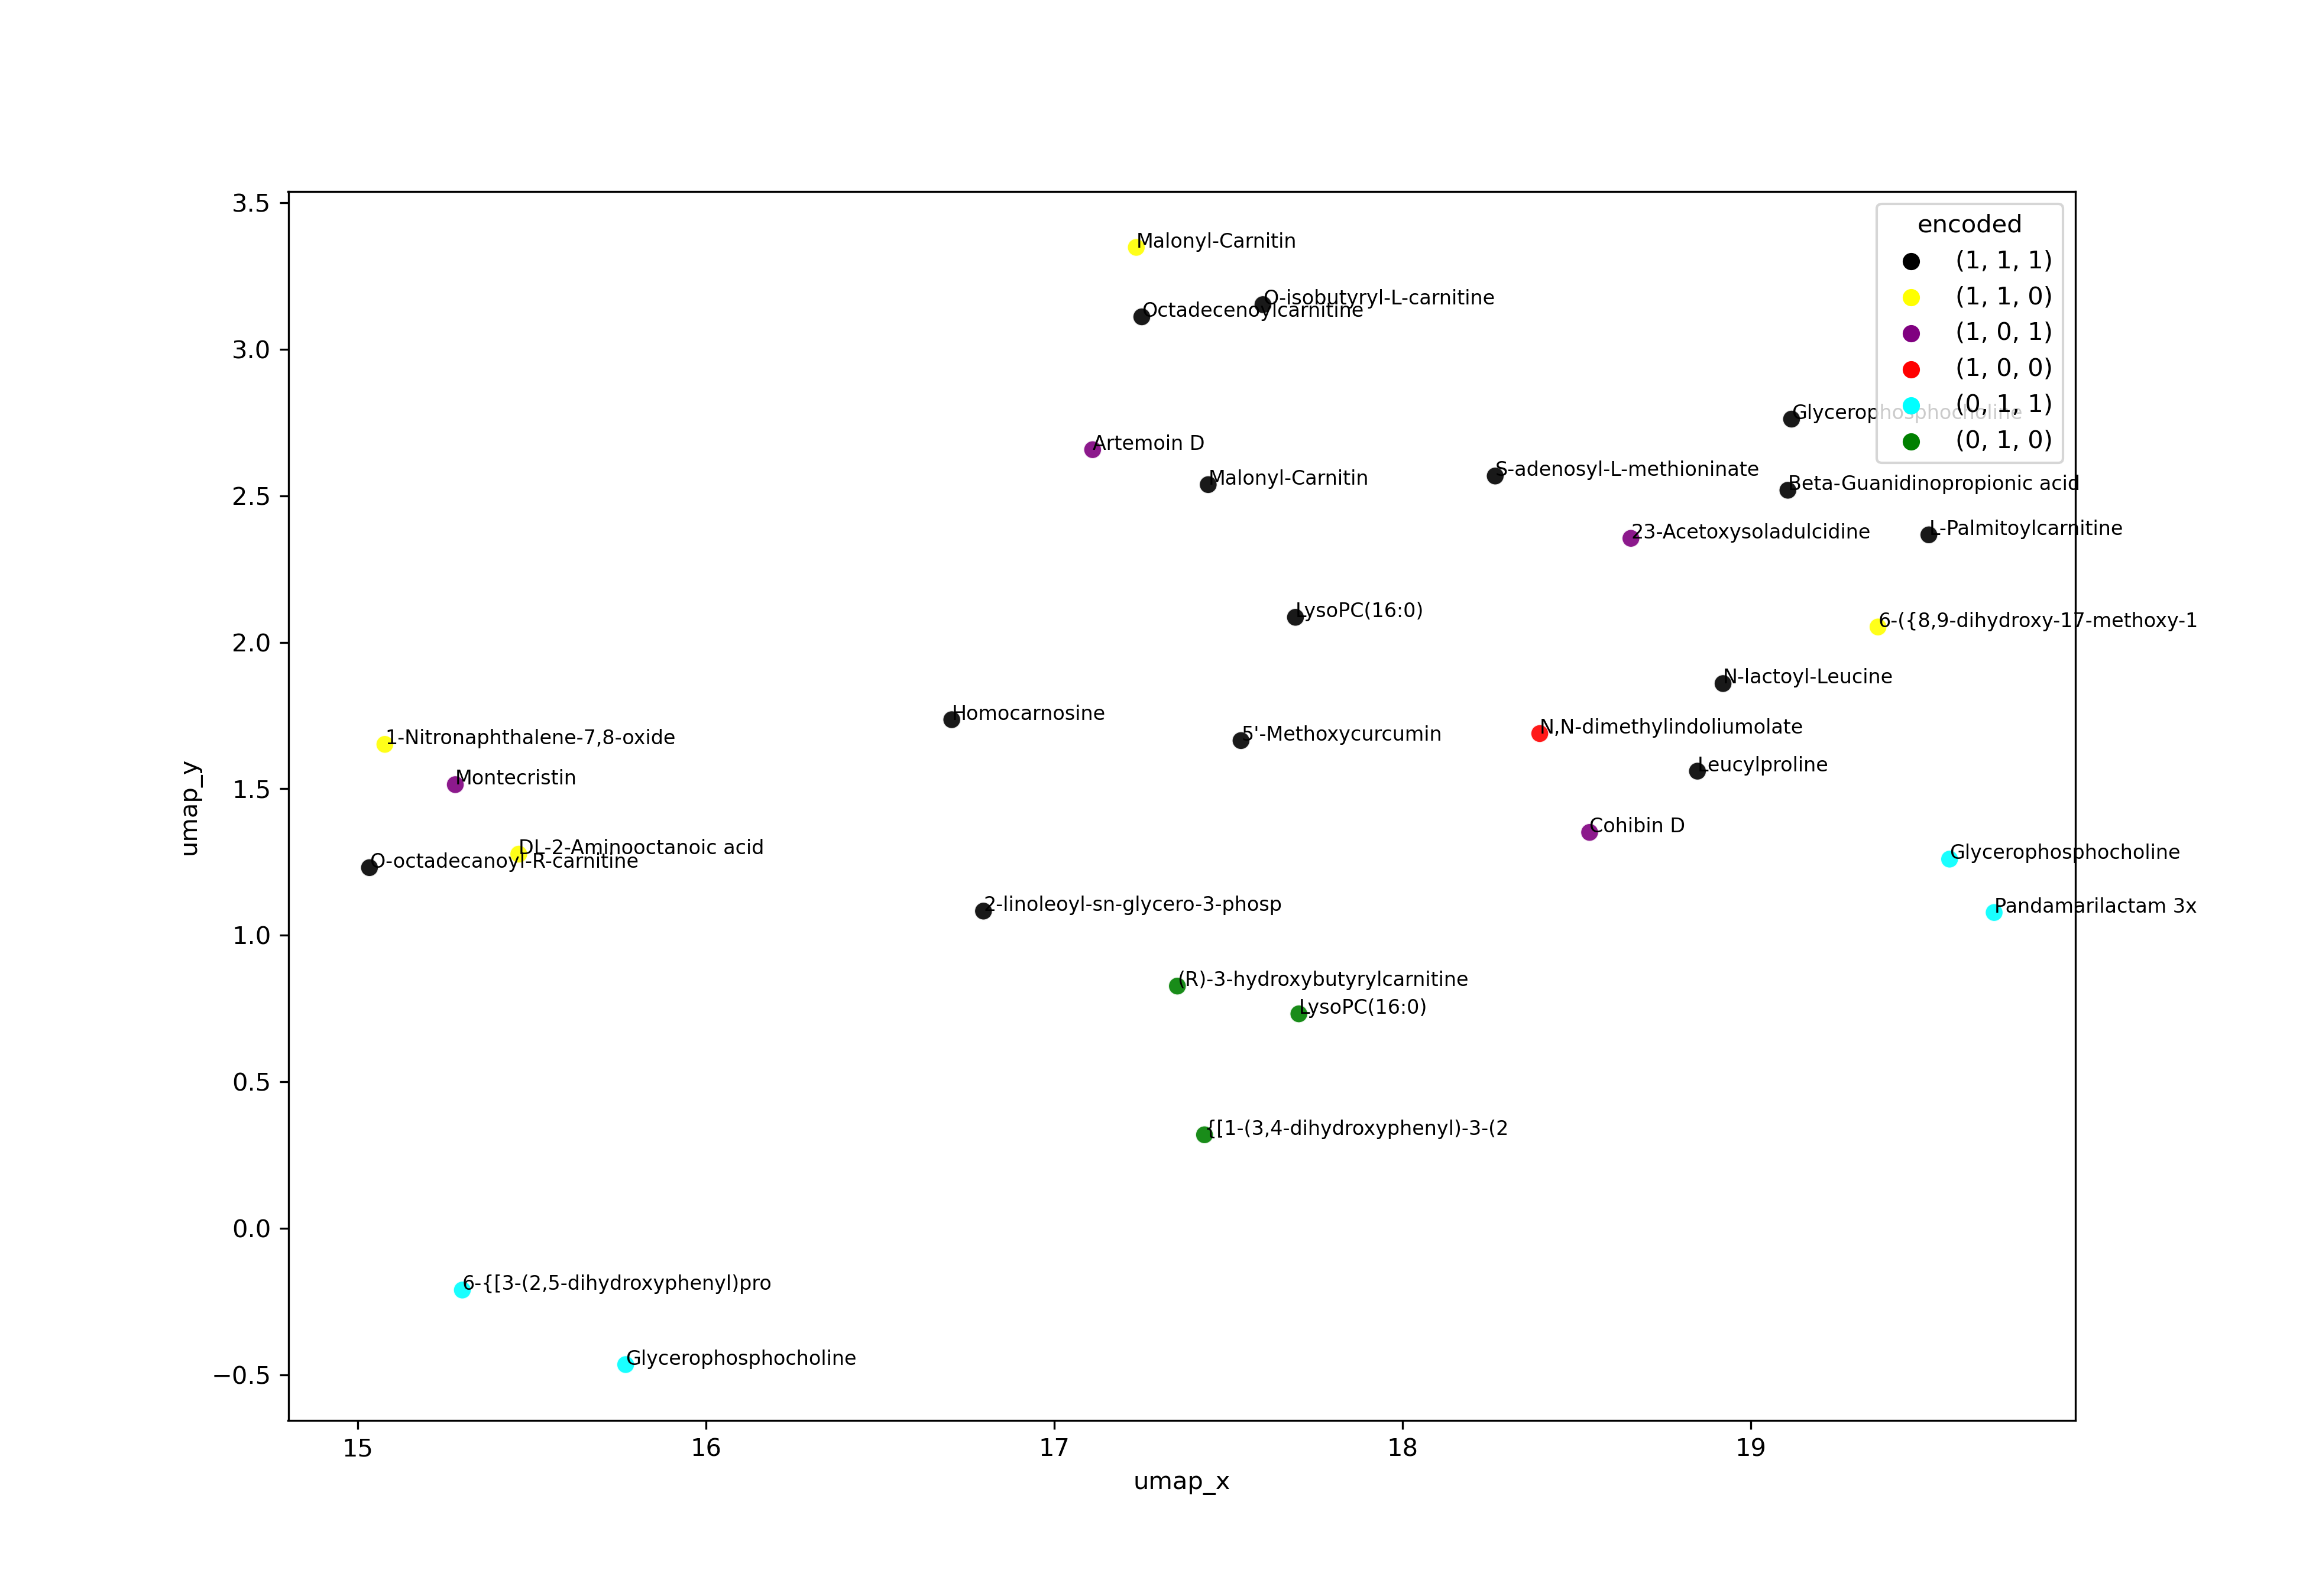 3.5
3.0
2.5
2.0
1.5
1.0
0.5
0.0
−0.5
umap_y
15
16
17
18
19
umap_x
encoded
(1, 1, 1)
(1, 1, 0)
(1, 0, 1)
(1, 0, 0)
(0, 1, 1)
(0, 1, 0)
Malonyl-Carnitin
O-isobutyryl-L-carnitine
Octadecenoylcarnitine
Glycerophosphocholine
Artemoin D
Malonyl-Carnitin
S-adenosyl-L-methioninate
Beta-Guanidinopropionic acid
23-Acetoxysoladulcidine
L-Palmitoylcarnitine
LysoPC(16:0)
6-({8,9-dihydroxy-17-methoxy-1
N-lactoyl-Leucine
Homocarnosine
N,N-dimethylindoliumolate
1-Nitronaphthalene-7,8-oxide
5'-Methoxycurcumin
Leucylproline
Montecristin
Cohibin D
DL-2-Aminooctanoic acid
O-octadecanoyl-R-carnitine
Glycerophosphocholine
2-linoleoyl-sn-glycero-3-phosp
Pandamarilactam 3x
(R)-3-hydroxybutyrylcarnitine
LysoPC(16:0)
{[1-(3,4-dihydroxyphenyl)-3-(2
6-{[3-(2,5-dihydroxyphenyl)pro
Glycerophosphocholine